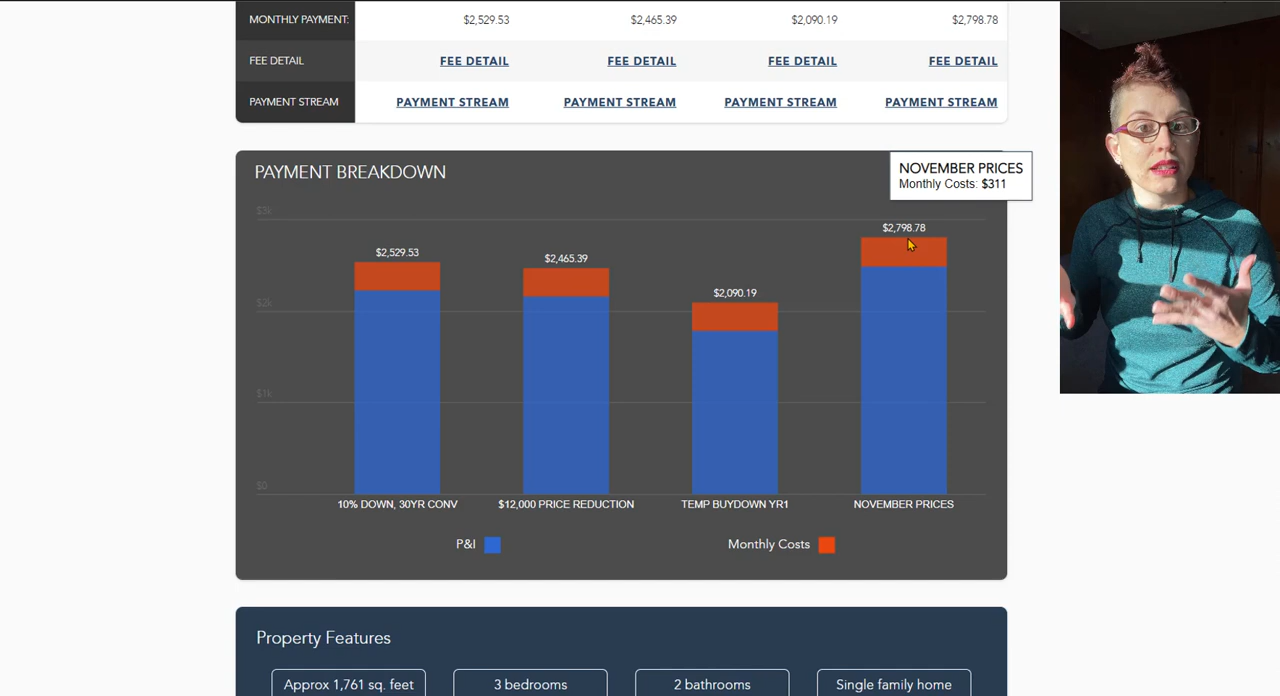 MONTHLY PAYMENT: $2,529.53 $2,465.39 $2,090.19 $2,798.78
FEE DETAIL FEE DETAIL FEE DETAIL FEE DETAIL FEE DETAIL
PAYMENT STREAM PAYMENT STREAM PAYMENT STREAM PAYMENT STREAM PAYMENT STREAM
PAYMENT BREAKDOWN
NOVEMBER PRICES
Monthly Costs: $311
$3k
$2,798.78
$2,529.53
$2,465.39
$2,090.19
$2k
$1k
$0
10% DOWN, 30YR CONV $12,000 PRICE REDUCTION TEMP BUYDOWN YR1 NOVEMBER PRICES
P&I Monthly Costs
Property Features
Approx 1,761 sq. feet 3 bedrooms 2 bathrooms Single family home